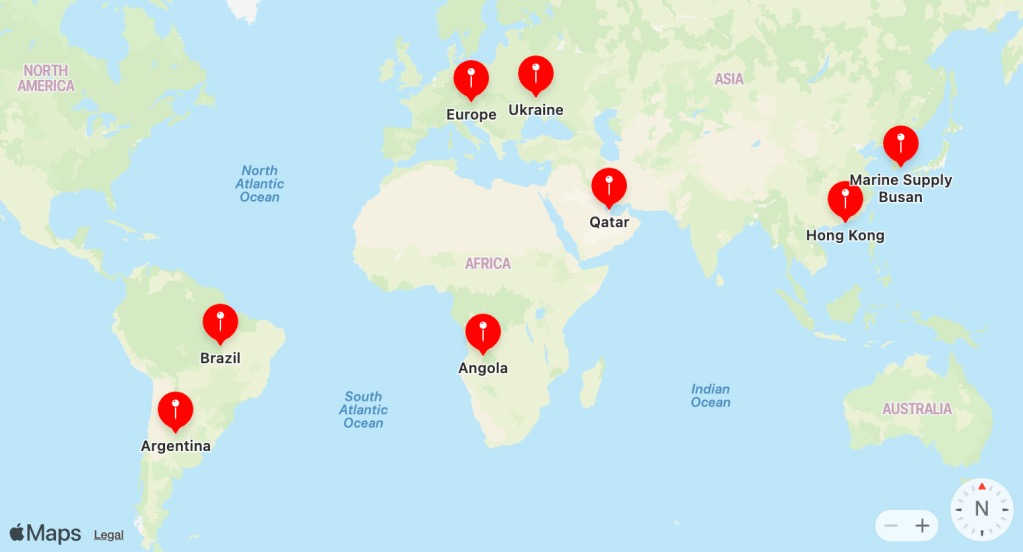 NORTH
AMERICA
Europe
Ukraine
ASIA
North
Atlantic
Ocean
Marine Supply
Busan
Qatar
Hong Kong
AFRICA
Brazil
Angola
South
Atlantic
Ocean
Indian
Ocean
AUSTRALIA
Argentina
Maps
Legal
− +
N